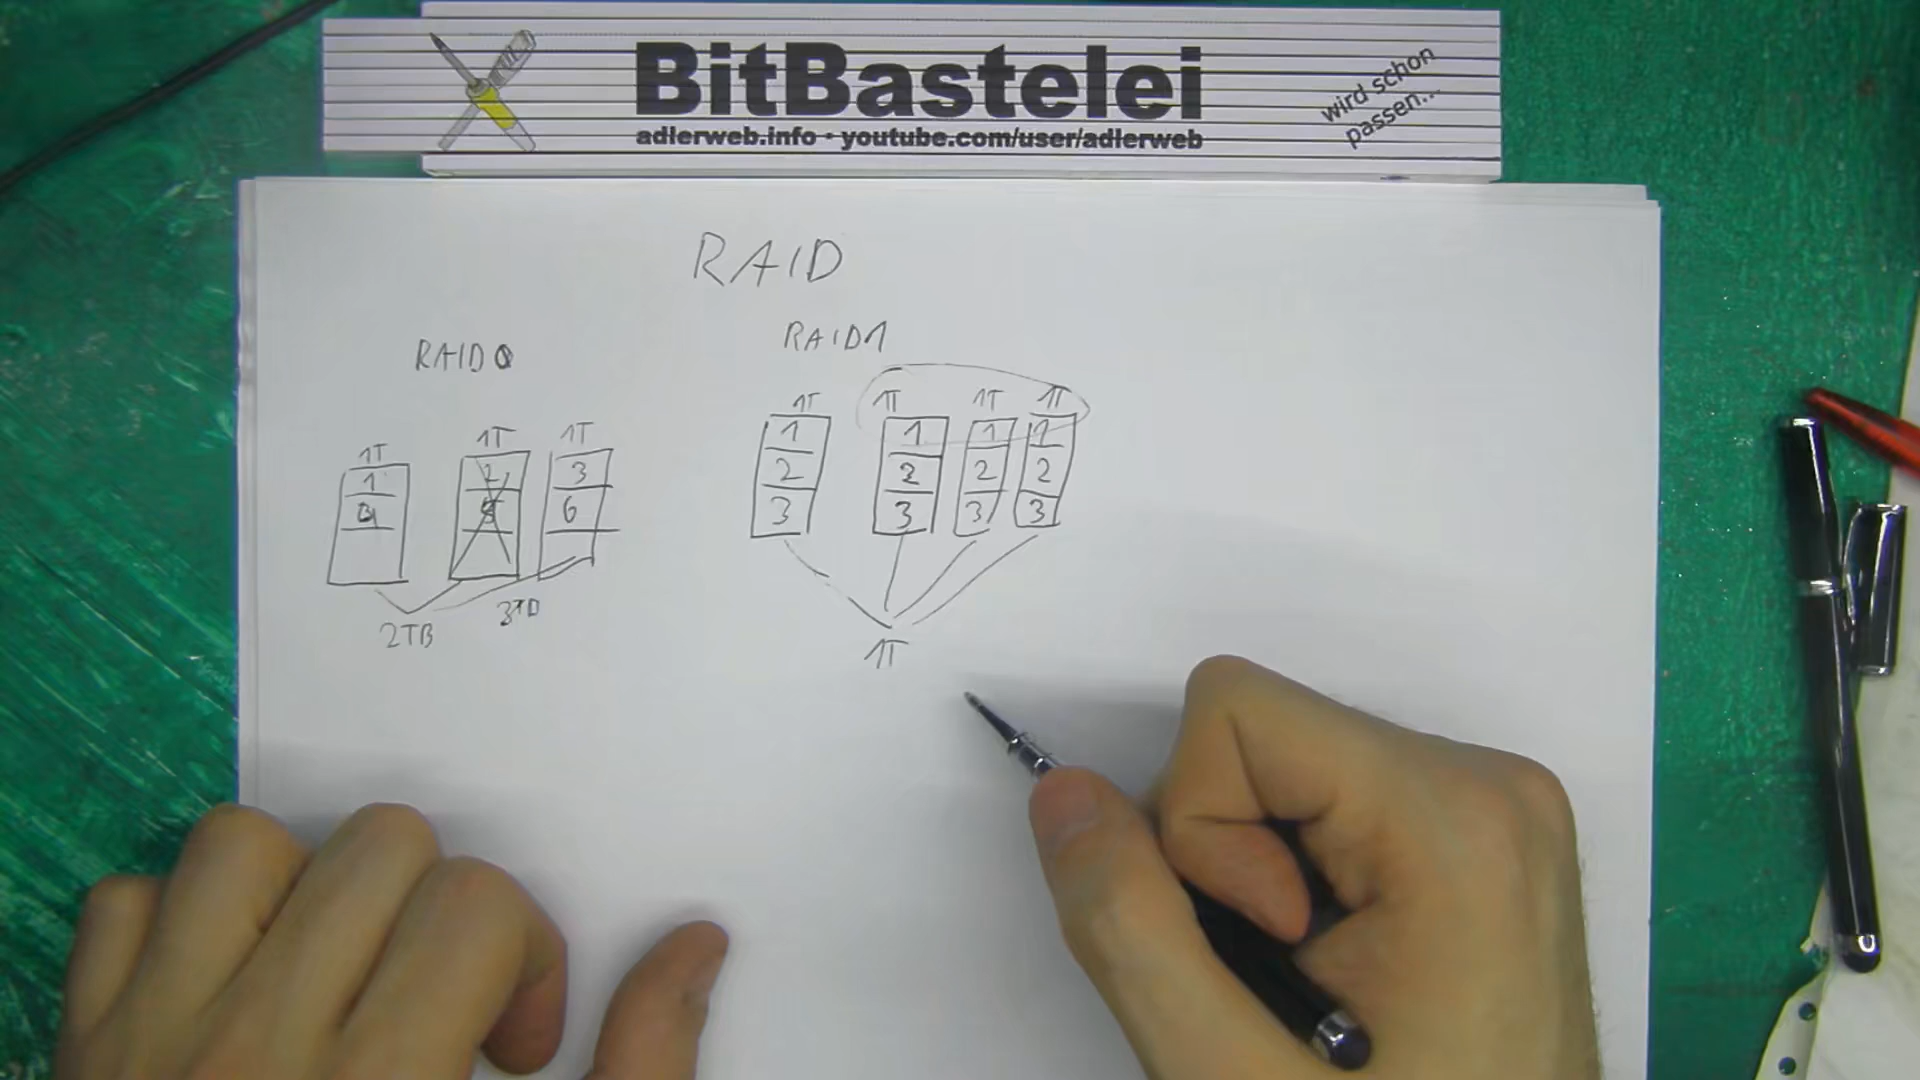 BitBastelei
adlerweb.info - youtube.com/user/adlerweb
wird schon
passen...
RAID
RAID0
1T 1T 1T
1 2 3
4 5 6
2TB 3TB
RAID1
1T 1T 1T 1T
1 1 1 1
2 2 2 2
3 3 3 3
1T